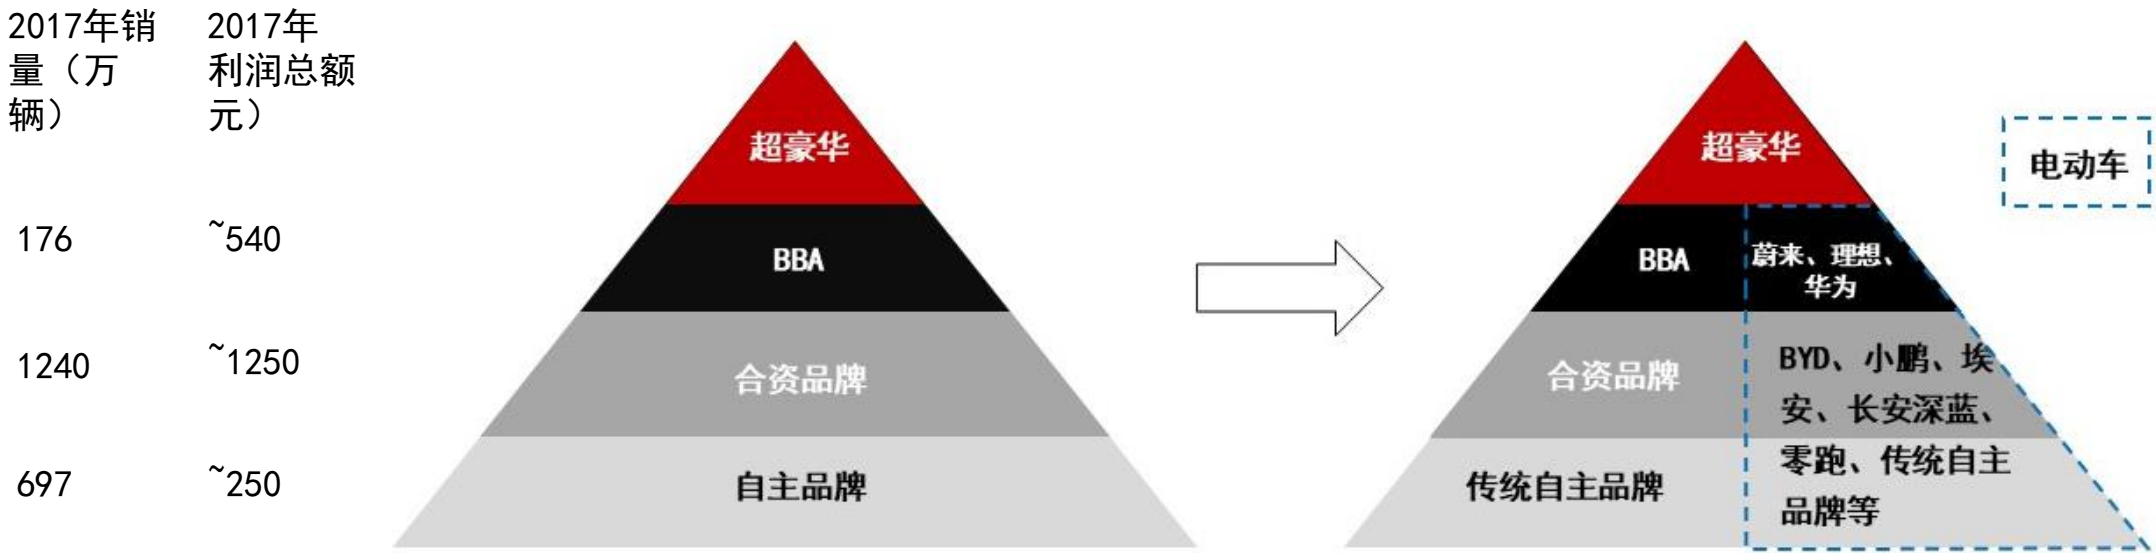 2017年销
量（万
辆）
2017年
利润总额
元）
176
~540
1240
~1250
697
~250
超豪华
BBA
合资品牌
自主品牌
超豪华
BBA
蔚来、理想、
华为
合资品牌
BYD、小鹏、埃
安、长安深蓝、
传统自主品牌
零跑、传统自主
品牌等
电动车